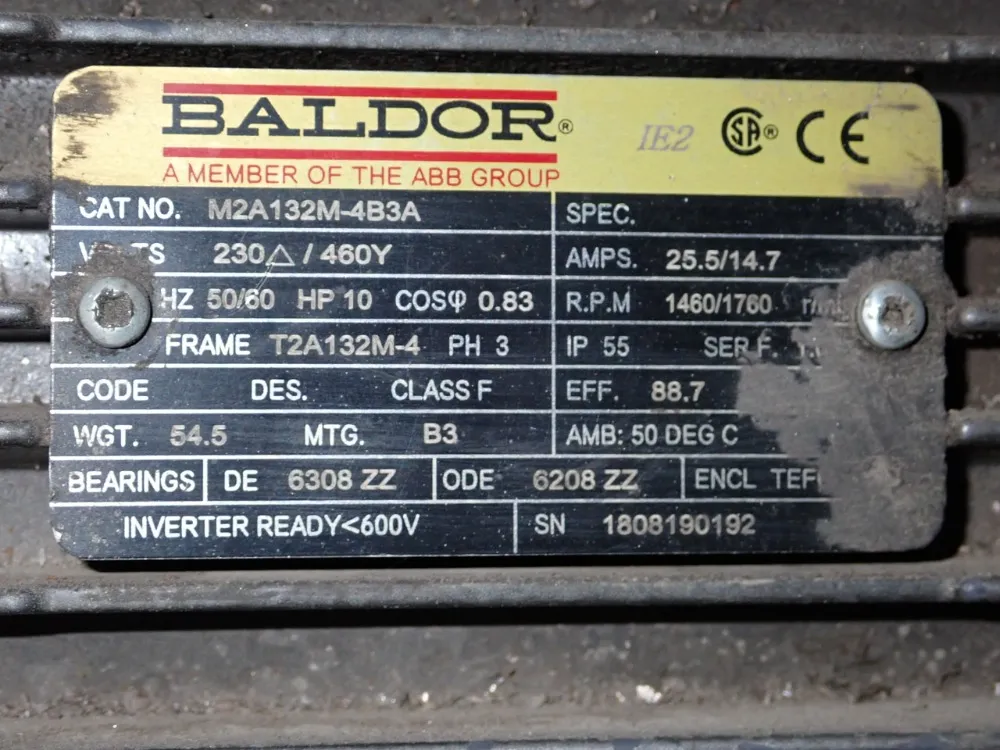 BALDOR®
A MEMBER OF THE ABB GROUP
IE2 SA® CE
CAT NO. M2A132M-4B3A SPEC.
230△ / 460Y AMPS. 25.5/14.7
HZ 50/60 HP 10 COSφ 0.83 R.P.M 1460/1760
FRAME T2A132M-4 PH 3 IP 55 SER F.
CODE DES. CLASS F EFF. 88.7
WGT. 54.5 MTG. B3 AMB: 50 DEG C
BEARINGS DE 6308 ZZ ODE 6208 ZZ ENCL
INVERTER READY<600V SN 1808190192